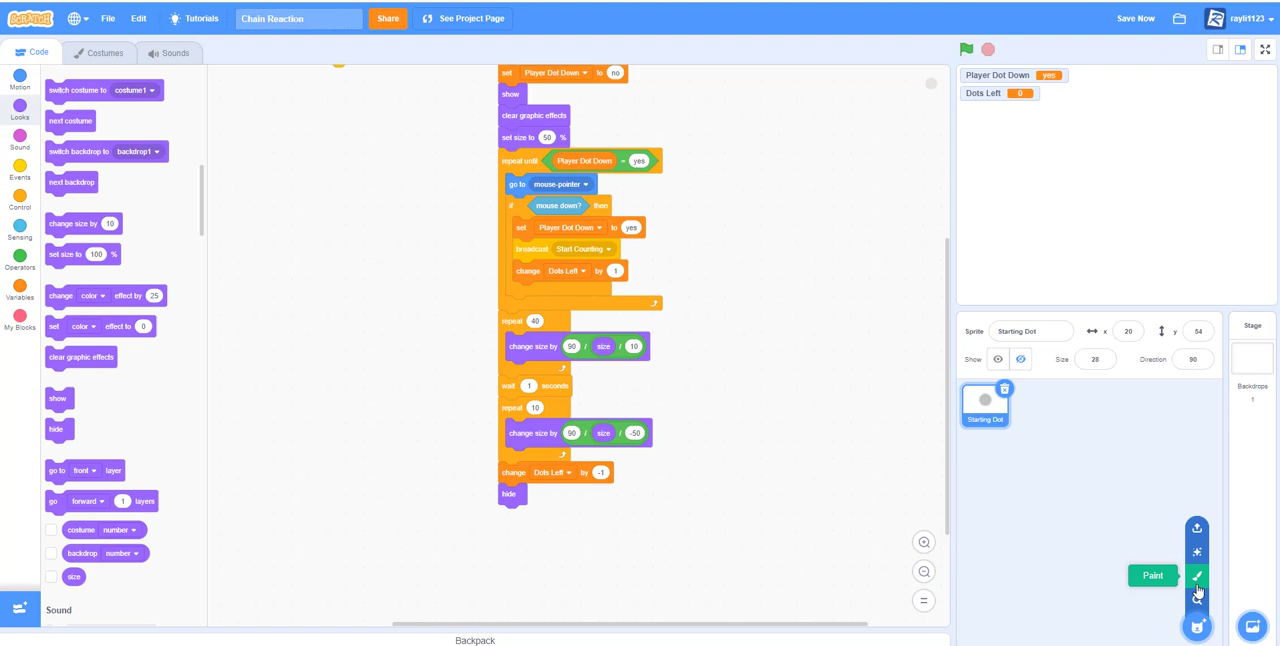 SCRATCH File Edit Tutorials Chain Reaction Share See Project Page Save Now rayli1123
Code Costumes Sounds
Motion
Looks
Sound
Events
Control
Sensing
Operators
Variables
My Blocks
switch costume to costume1
next costume
switch backdrop to backdrop1
next backdrop
change size by 10
set size to 100 %
change color effect by 25
set color effect to 0
clear graphic effects
show
hide
go to front layer
go forward 1 layers
costume number
backdrop number
size
Sound
set Player Dot Down to no
show
clear graphic effects
set size to 50 %
repeat until Player Dot Down = yes
go to mouse-pointer
if mouse down? then
set Player Dot Down to yes
broadcast Start Counting
change Dots Left by 1
repeat 40
change size by 90 / size / 10
wait 1 seconds
repeat 10
change size by 90 / size / -50
change Dots Left by -1
hide
Backpack
Player Dot Down yes
Dots Left 0
Sprite Starting Dot x 20 y 54
Show Size 28 Direction 90
Starting Dot
Paint
Stage
Backdrops
1